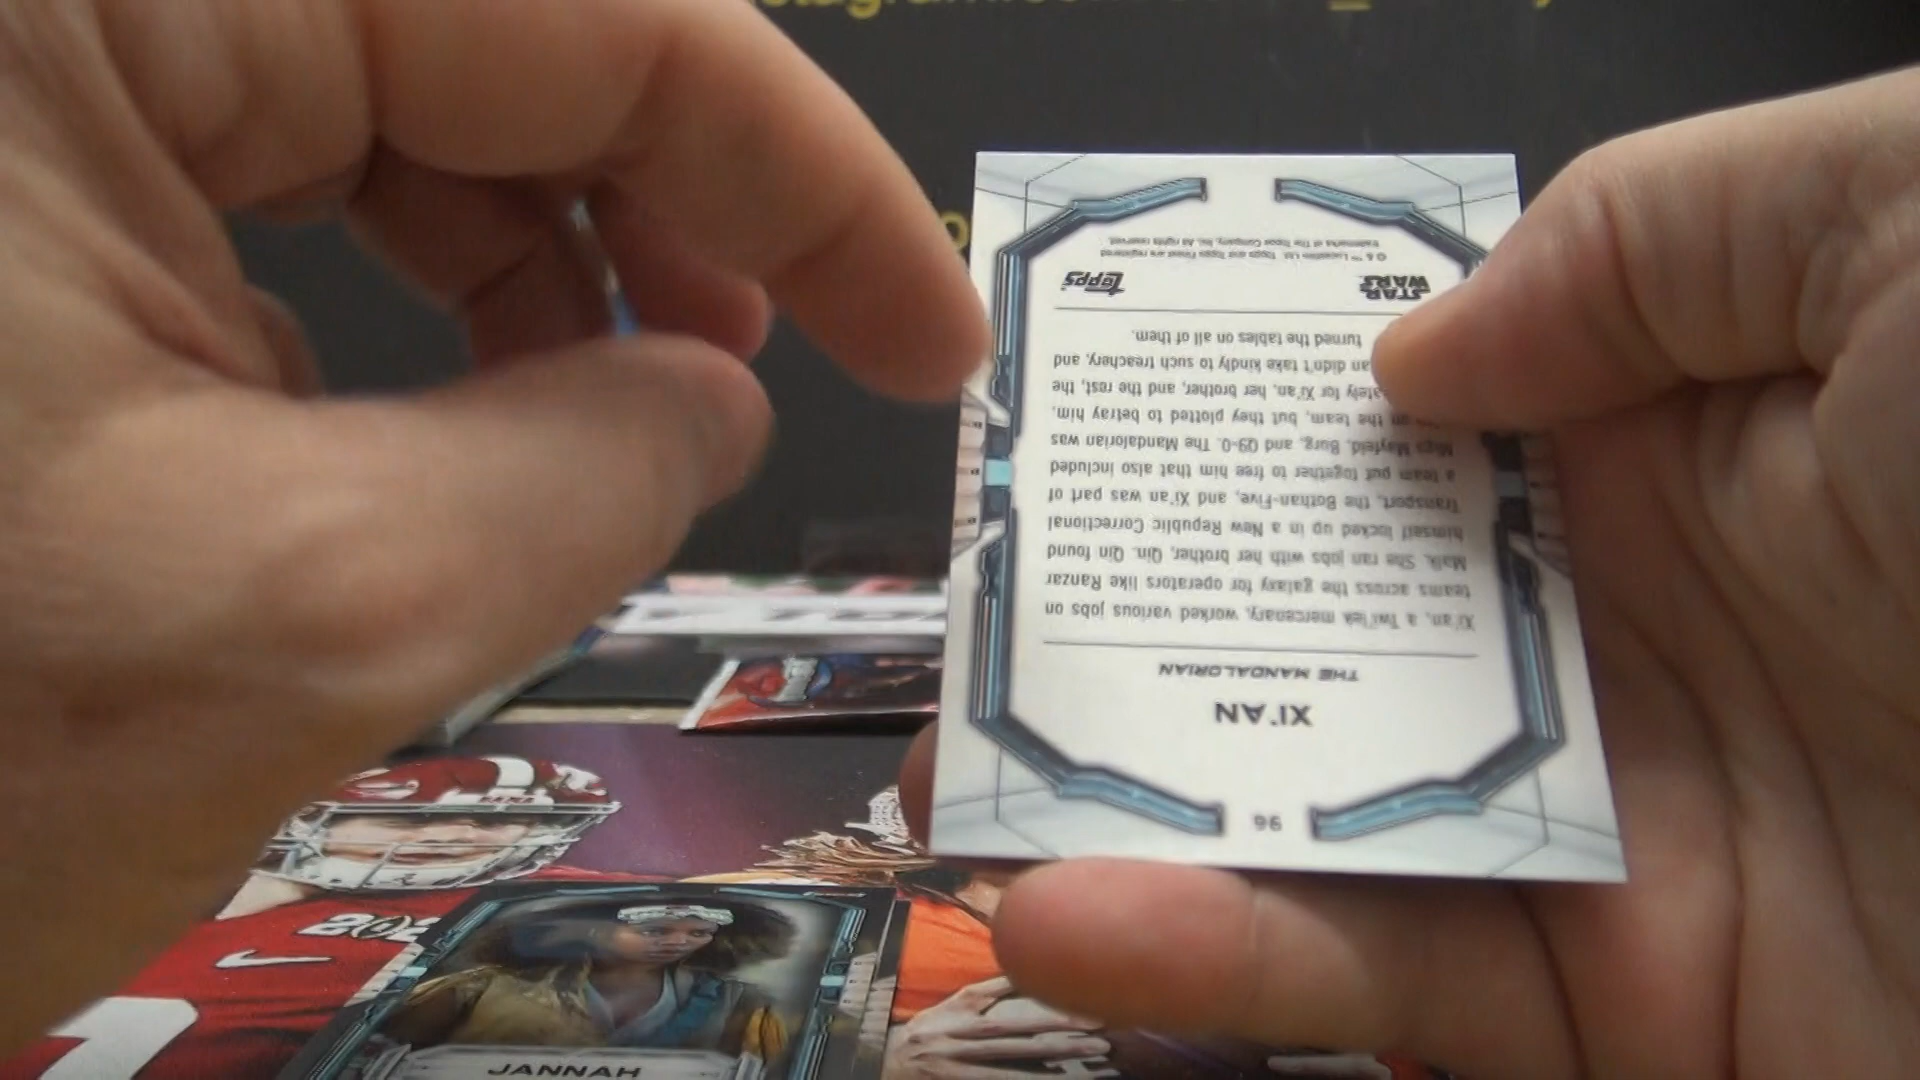 96
XI'AN
THE MANDALORIAN
Xi'an, a Twi'lek mercenary, worked various jobs on
teams across the galaxy for operators like Ranzar
Malk. She ran jobs with her brother, Qin. Qin found
himself locked up in a New Republic Correctional
Transport, the Bothan-Five, and Xi'an was part of
a team put together to free him that also included
Migs Mayfeld, Burg, and Q9-0. The Mandalorian was
the team, but they plotted to betray him,
for Xi'an, her brother, and the rest, the
didn't take kindly to such treachery, and
turned the tables on all of them.
STAR WARS
topps
© & ™ Lucasfilm Ltd. Topps and Topps Finest are registered
trademarks of The Topps Company, Inc. All rights reserved.
JANNAH